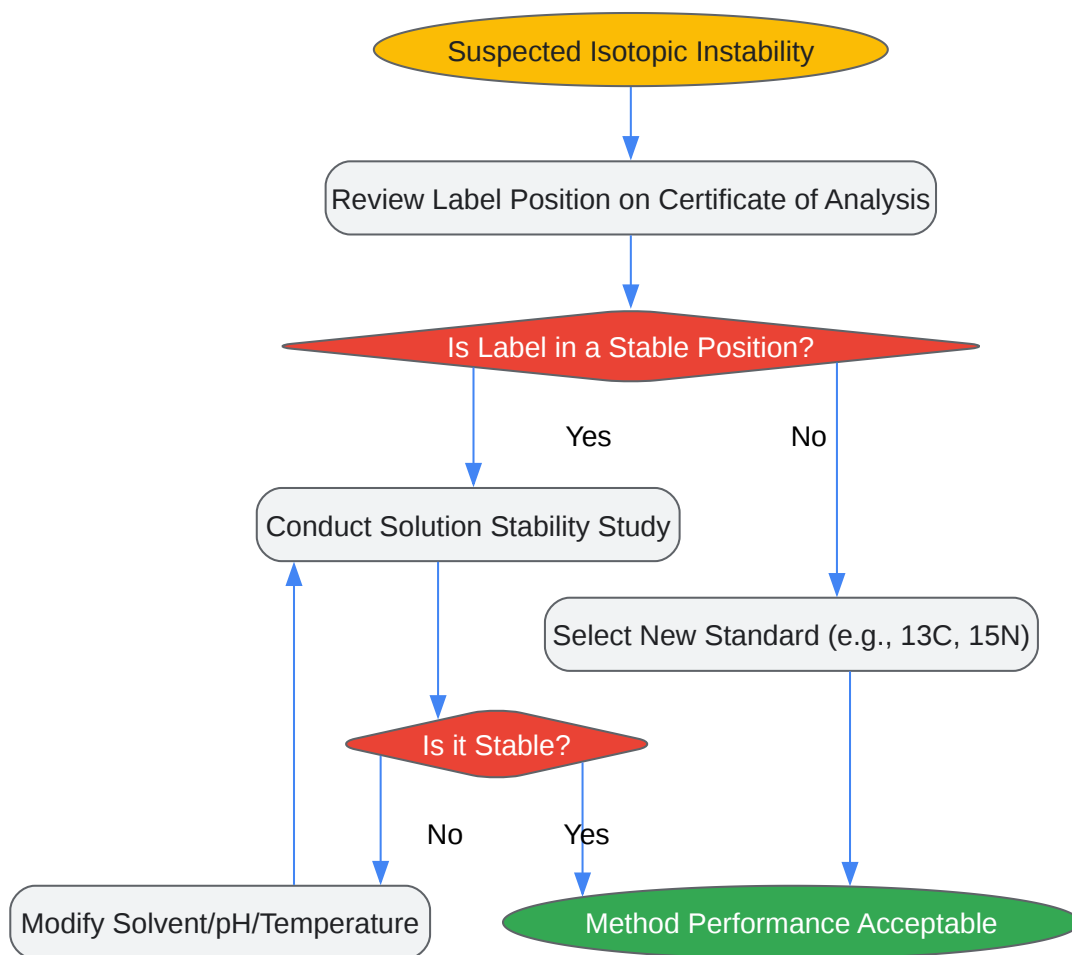 Suspected Isotopic Instability
Review Label Position on Certificate of Analysis
Is Label in a Stable Position?
Yes
No
Conduct Solution Stability Study
Select New Standard (e.g., 13C, 15N)
Is it Stable?
No
Yes
Modify Solvent/pH/Temperature
Method Performance Acceptable